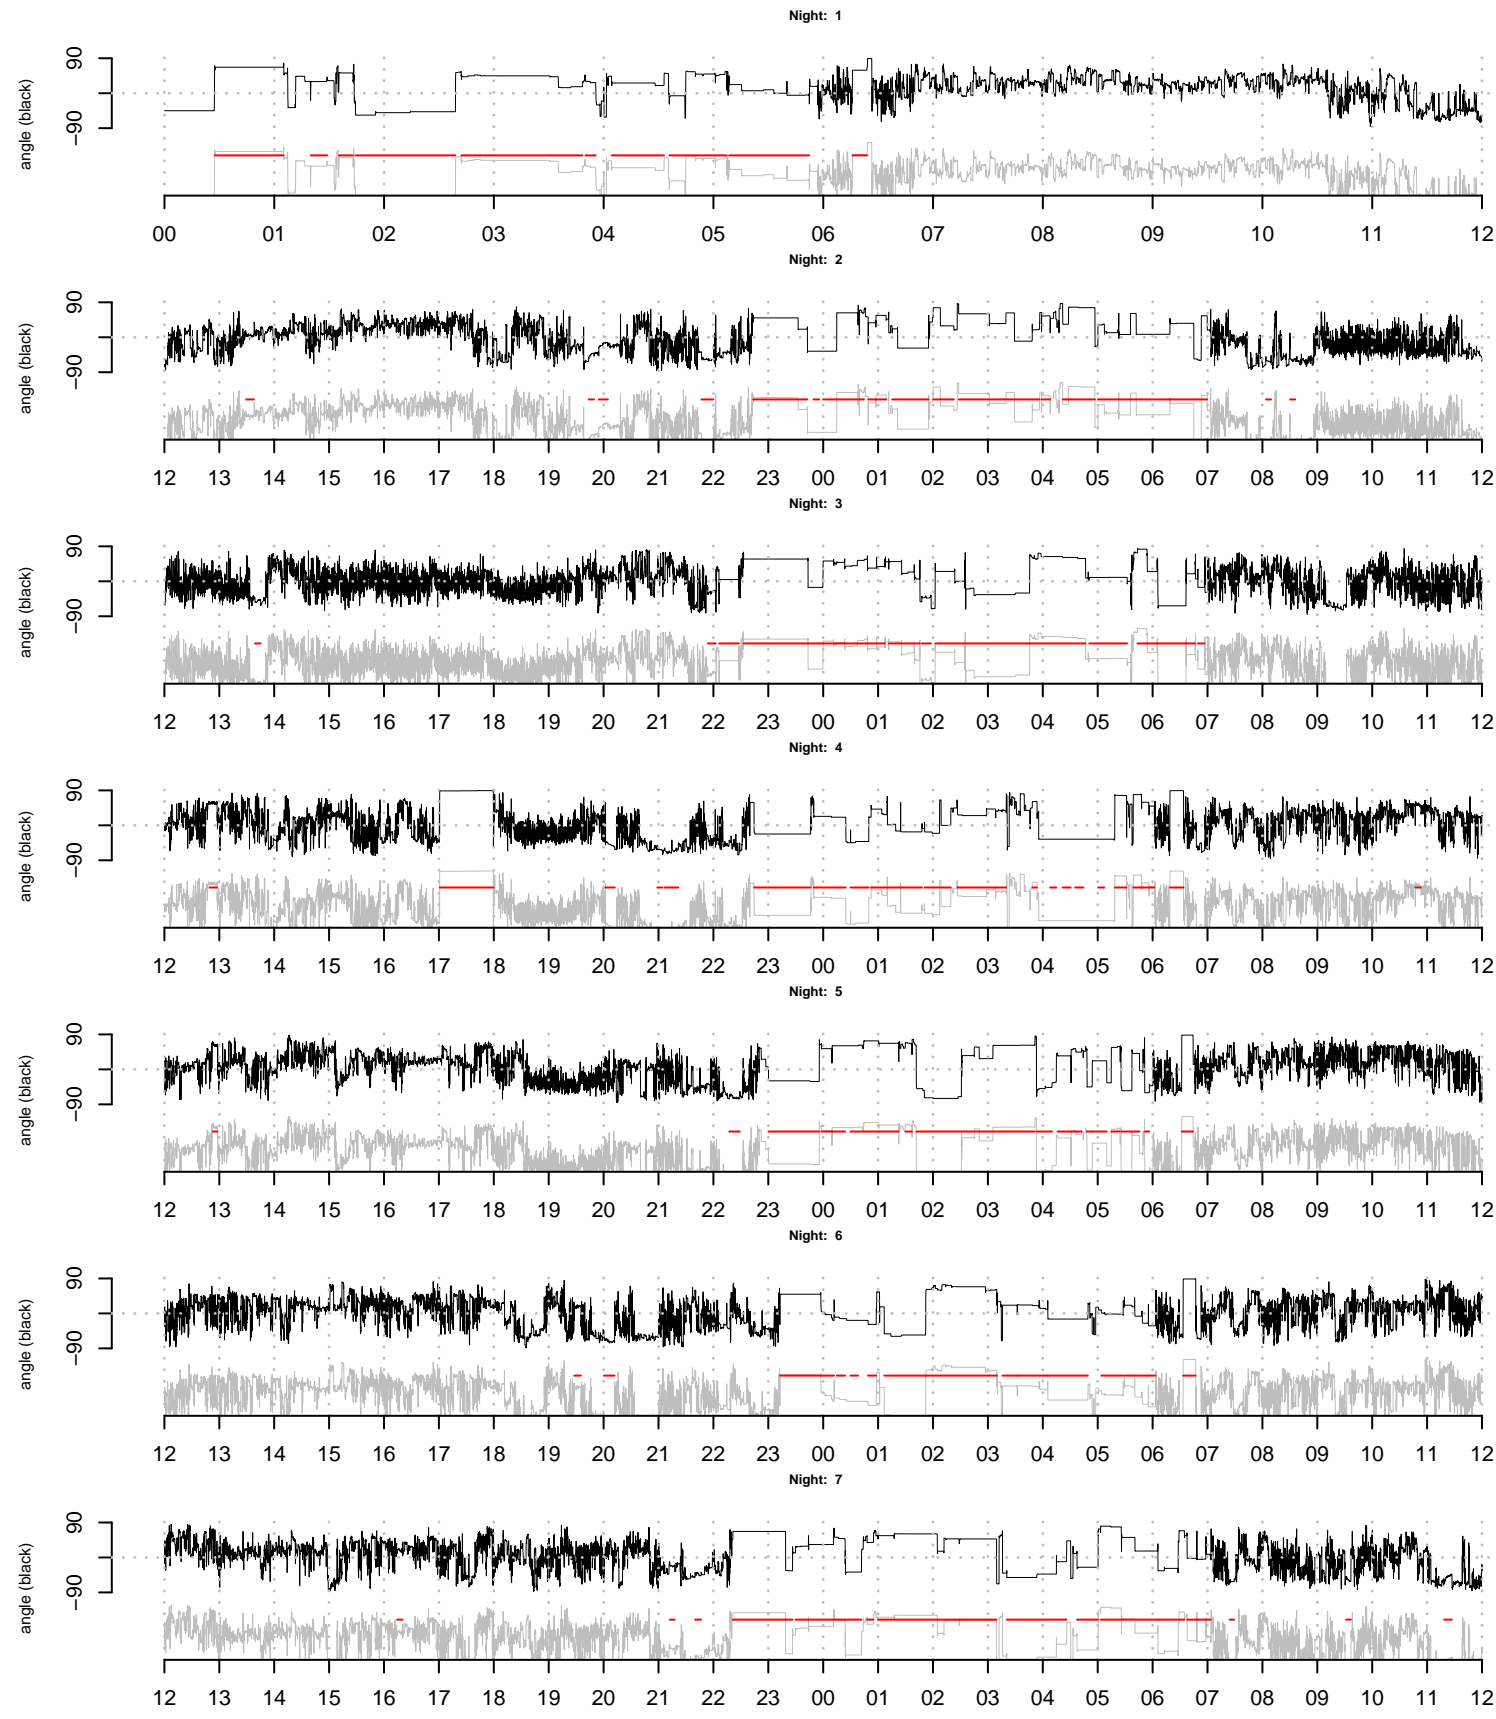 Night: 1
90
-90
angle (black)
00 01 02 03 04 05 06 07 08 09 10 11 12
Night: 2
90
-90
angle (black)
12 13 14 15 16 17 18 19 20 21 22 23 00 01 02 03 04 05 06 07 08 09 10 11 12
Night: 3
90
-90
angle (black)
12 13 14 15 16 17 18 19 20 21 22 23 00 01 02 03 04 05 06 07 08 09 10 11 12
Night: 4
90
-90
angle (black)
12 13 14 15 16 17 18 19 20 21 22 23 00 01 02 03 04 05 06 07 08 09 10 11 12
Night: 5
90
-90
angle (black)
12 13 14 15 16 17 18 19 20 21 22 23 00 01 02 03 04 05 06 07 08 09 10 11 12
Night: 6
90
-90
angle (black)
12 13 14 15 16 17 18 19 20 21 22 23 00 01 02 03 04 05 06 07 08 09 10 11 12
Night: 7
90
-90
angle (black)
12 13 14 15 16 17 18 19 20 21 22 23 00 01 02 03 04 05 06 07 08 09 10 11 12